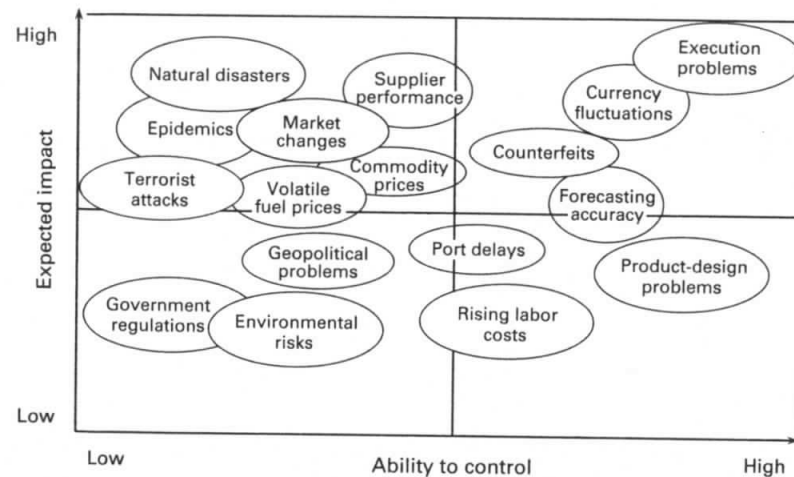 High
Natural disasters
Supplier
performance
Execution
problems
Epidemics
Market
changes
Currency
fluctuations
Terrorist
attacks
Volatile
fuel prices
Commodity
prices
Counterfeits
Forecasting
accuracy
Expected impact
Geopolitical
problems
Port delays
Product-design
problems
Government
regulations
Environmental
risks
Rising labor
costs
Low
Low
Ability to control
High